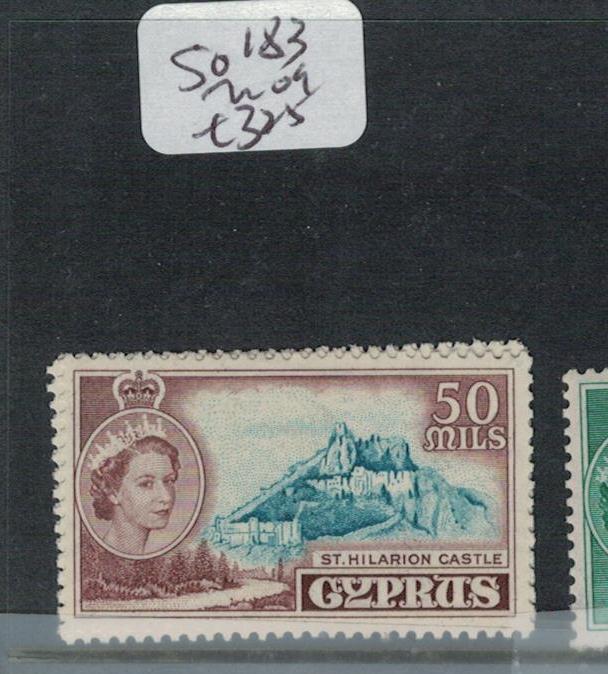 SG 183
MOG
£325
50
MILS
ST. HILARION CASTLE
CYPRUS